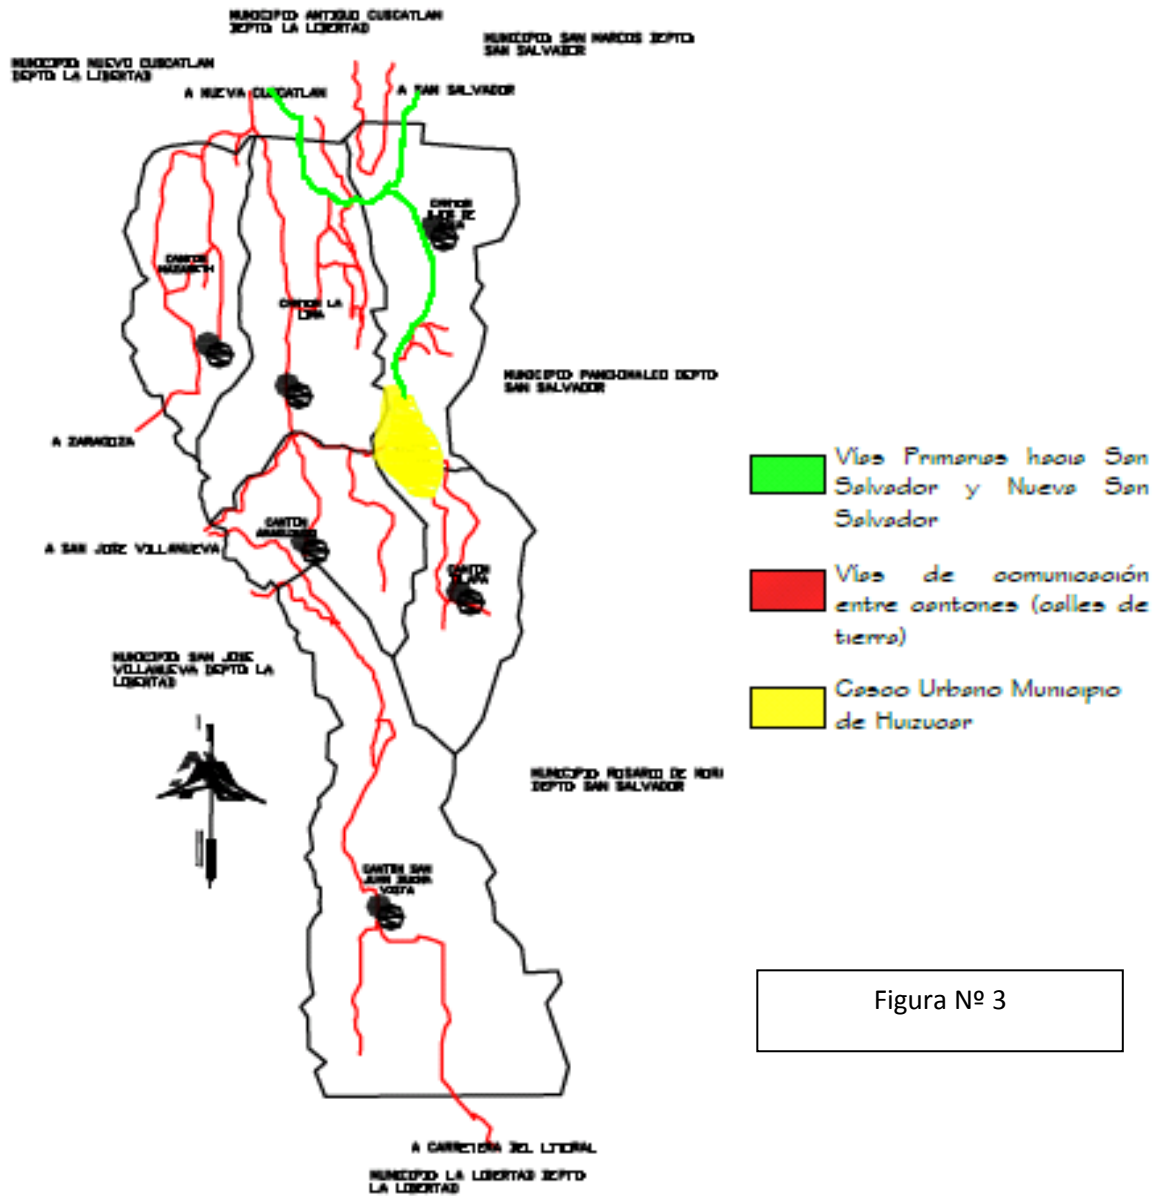 MUNICIPIO ANTIGUO CUSCATLAN
DEPTO: LA LIBERTAD
MUNICIPIO: SAN MARCOS DEPTO:
SAN SALVADOR
MUNICIPIO: NUEVO CUSCATLAN
DEPTO: LA LIBERTAD
A NUEVA CUSCATLAN
A SAN SALVADOR
CANTON
OJOS DE
CANTON
NAZARETH
CANTON LA
LIMA
MUNICIPIO PANCHIMALCO DEPTO
SAN SALVADOR
A ZARAGOZA
CANTON
A SAN JOSE VILLANUEVA
CANTON
TILAPA
MUNICIPIO: SAN JOSE
VILLANUEVA DEPTO: LA
LIBERTAD
MUNICIPIO: ROSARIO DE MORA
DEPTO: SAN SALVADOR
CANTON SAN
JUAN BUENA
VISTA
A CARRETERA DEL LITORAL
MUNICIPIO: LA LIBERTAD DEPTO:
LA LIBERTAD
Vías Primarias hacia San
Salvador y Nueva San
Salvador
Vías de comunicación
entre cantones (calles de
tierra)
Casco Urbano Municipio
de Huizucar
Figura Nº 3